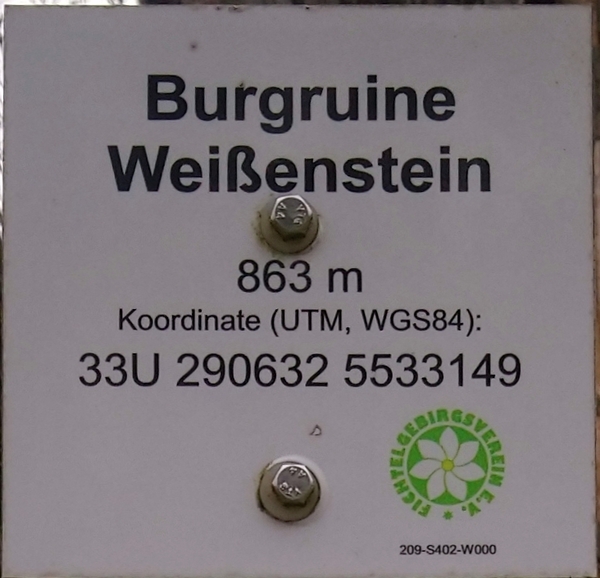 Burgruine
Weißenstein
863 m
Koordinate (UTM, WGS84):
33U 290632 5533149
FICHTELGEBIRGSVEREIN E.V.
209-S402-W000